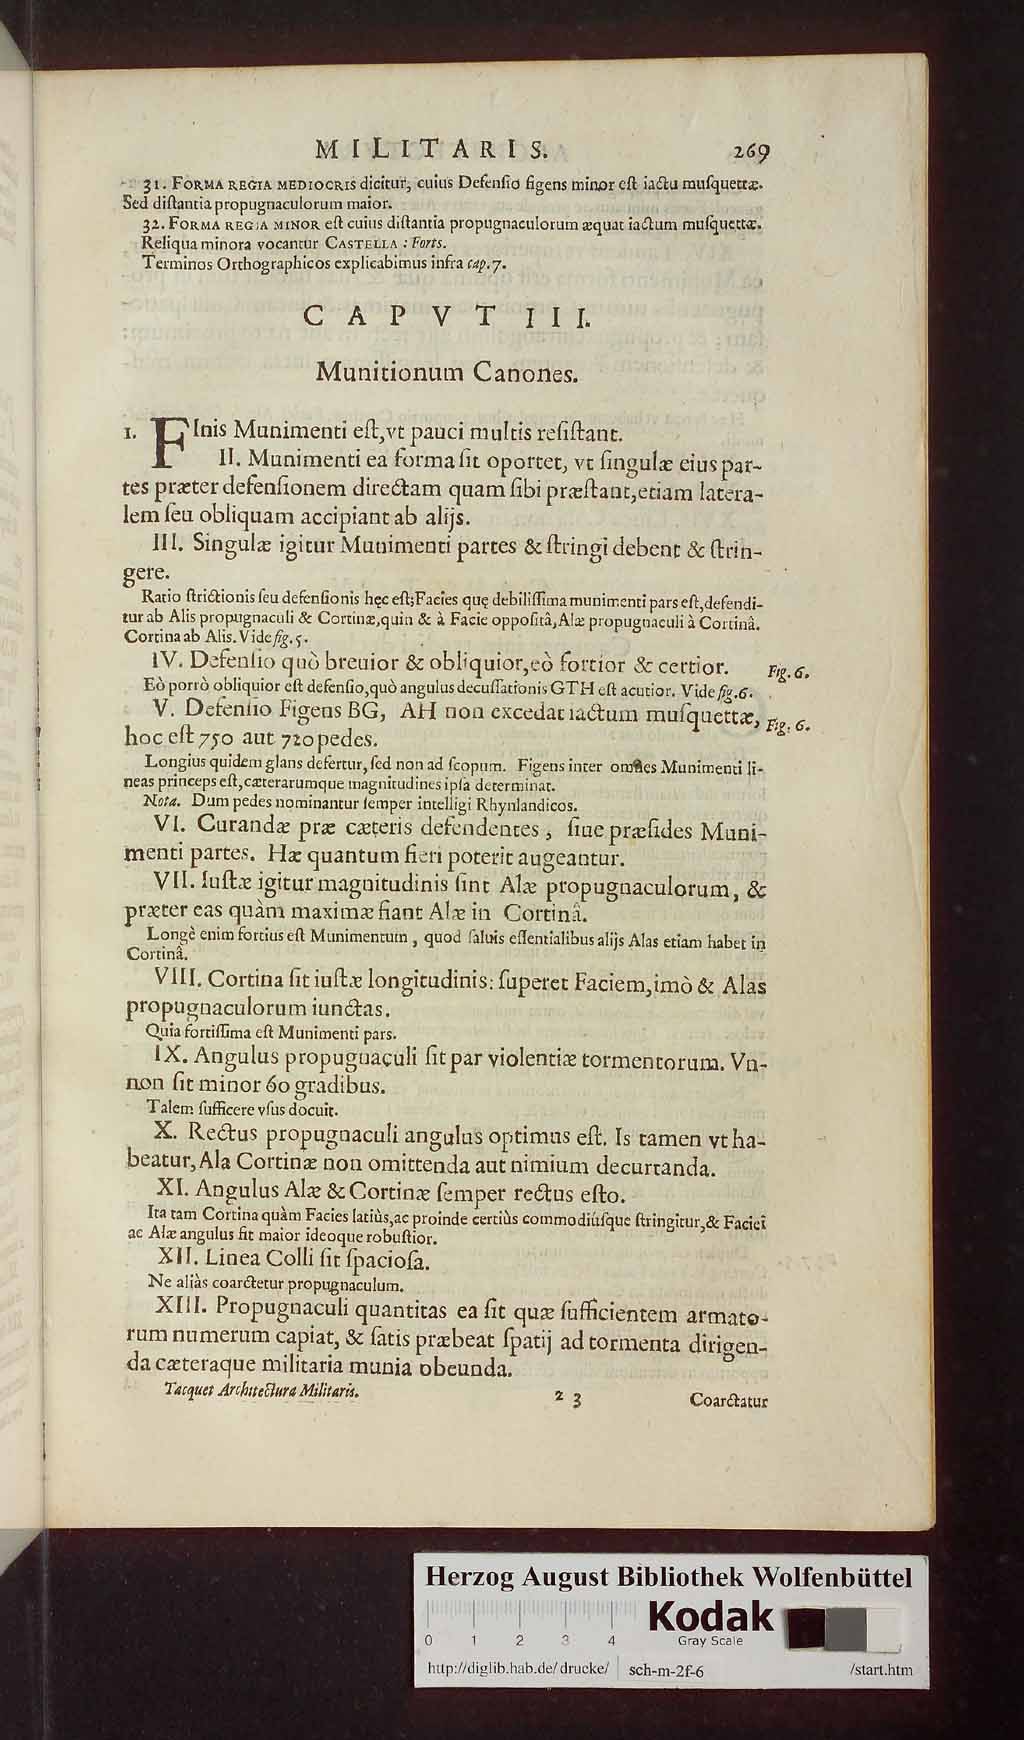 MILITARIS. 269
31. FORMA REGIA MEDIOCRIS dicitur, cuius Defenſio figens minor eſt iactu muſquettæ.
Sed diſtantia propugnaculorum maior.
32. FORMA REGIA MINOR eſt cuius diſtantia propugnaculorum æquat iactum muſquettæ.
Reliqua minora vocantur CASTELLA : Forts.
Terminos Orthographicos explicabimus infra cap. 7.
CAPVT III.
Munitionum Canones.
I. FInis Munimenti eſt, vt pauci multis reſiſtant.
II. Munimenti ea forma ſit oportet, vt ſingulæ eius par-
tes præter defenſionem directam quam ſibi præſtant, etiam latera-
lem ſeu obliquam accipiant ab alijs.
III. Singulæ igitur Munimenti partes & ſtringi debent & ſtrin-
gere.
Ratio ſtrictionis ſeu defenſionis hęc eſt; Facies quę debiliſſima munimenti pars eſt, defendi-
tur ab Alis propugnaculi & Cortinæ, quin & à Facie oppoſitâ, Alæ propugnaculi à Cortinâ.
Cortina ab Alis. Vide fig. 5.
IV. Defenſio quò breuior & obliquior, eò fortior & certior. Fig. 6.
Eò porrò obliquior eſt defenſio, quò angulus decuſſationis GTH eſt acutior. Vide fig. 6.
V. Defenſio Figens BG, AH non excedat iactum muſquettæ, Fig. 6.
hoc eſt 750 aut 720 pedes.
Longius quidem glans defertur, ſed non ad ſcopum. Figens inter omnes Munimenti li-
neas princeps eſt, cæterarumque magnitudines ipſa determinat.
Nota. Dum pedes nominantur ſemper intelligi Rhynlandicos.
VI. Curandæ præ cæteris defendentes, ſiue præſides Muni-
menti partes. Hæ quantum fieri poterit augeantur.
VII. Iuſtæ igitur magnitudinis ſint Alæ propugnaculorum, &
præter eas quàm maximæ fiant Alæ in Cortinâ.
Longè enim fortius eſt Munimentum, quod ſaluis eſſentialibus alijs Alas etiam habet in
Cortinâ.
VIII. Cortina ſit iuſtæ longitudinis: ſuperet Faciem, imò & Alas
propugnaculorum iunctas.
Quia fortiſſima eſt Munimenti pars.
IX. Angulus propugnaculi ſit par violentiæ tormentorum. Vn-
non ſit minor 60 gradibus.
Talem ſufficere vſus docuit.
X. Rectus propugnaculi angulus optimus eſt. Is tamen vt ha-
beatur, Ala Cortinæ non omittenda aut nimium decurtanda.
XI. Angulus Alæ & Cortinæ ſemper rectus eſto.
Ita tam Cortina quàm Facies latiùs, ac proinde certiùs commodiúſque ſtringitur, & Faciei
ac Alæ angulus fit maior ideoque robuſtior.
XII. Linea Colli ſit ſpacioſa.
Ne aliàs coarctetur propugnaculum.
XIII. Propugnaculi quantitas ea ſit quæ ſufficientem armato-
rum numerum capiat, & ſatis præbeat ſpatij ad tormenta dirigen-
da cæteraque militaria munia obeunda.
Tacquet Architectura Militaris. z 3 Coarctatur
Herzog August Bibliothek Wolfenbüttel
Kodak
0 1 2 3 4 Gray Scale
http://diglib.hab.de/drucke/ sch-m-2f-6 /start.htm